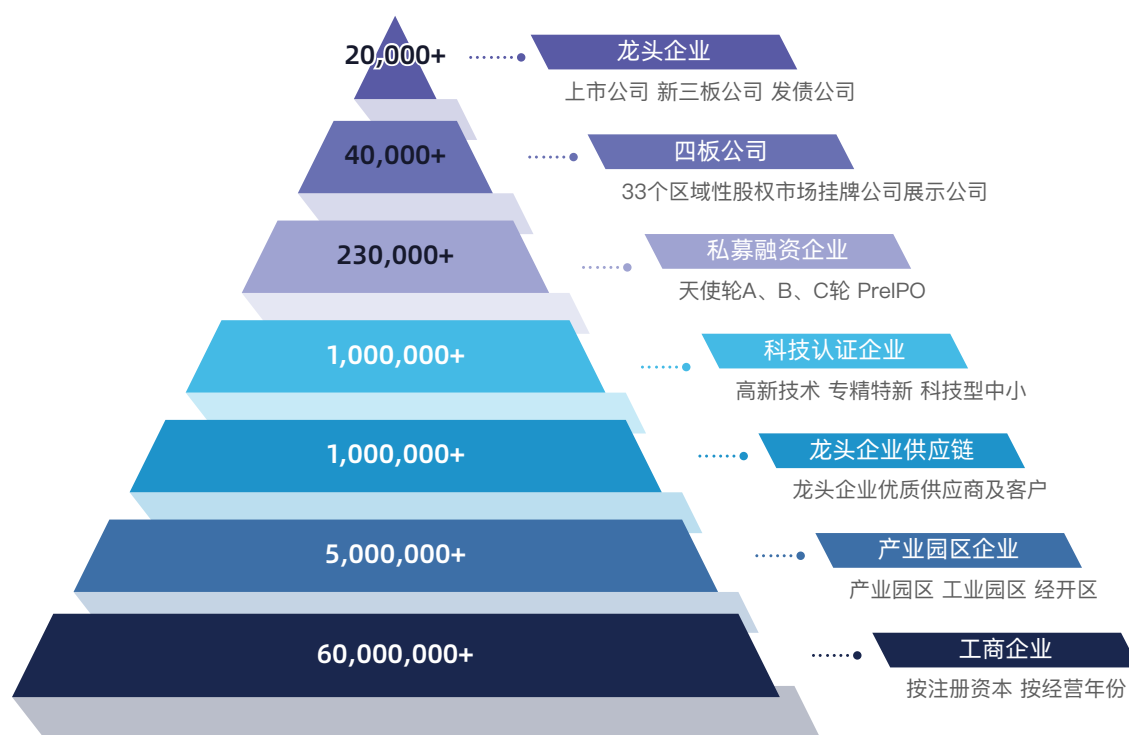 20,000+
龙头企业
上市公司 新三板公司 发债公司
40,000+
四板公司
33个区域性股权市场挂牌公司展示公司
230,000+
私募融资企业
天使轮A、B、C轮 PreIPO
1,000,000+
科技认证企业
高新技术 专精特新 科技型中小
1,000,000+
龙头企业供应链
龙头企业优质供应商及客户
5,000,000+
产业园区企业
产业园区 工业园区 经开区
60,000,000+
工商企业
按注册资本 按经营年份